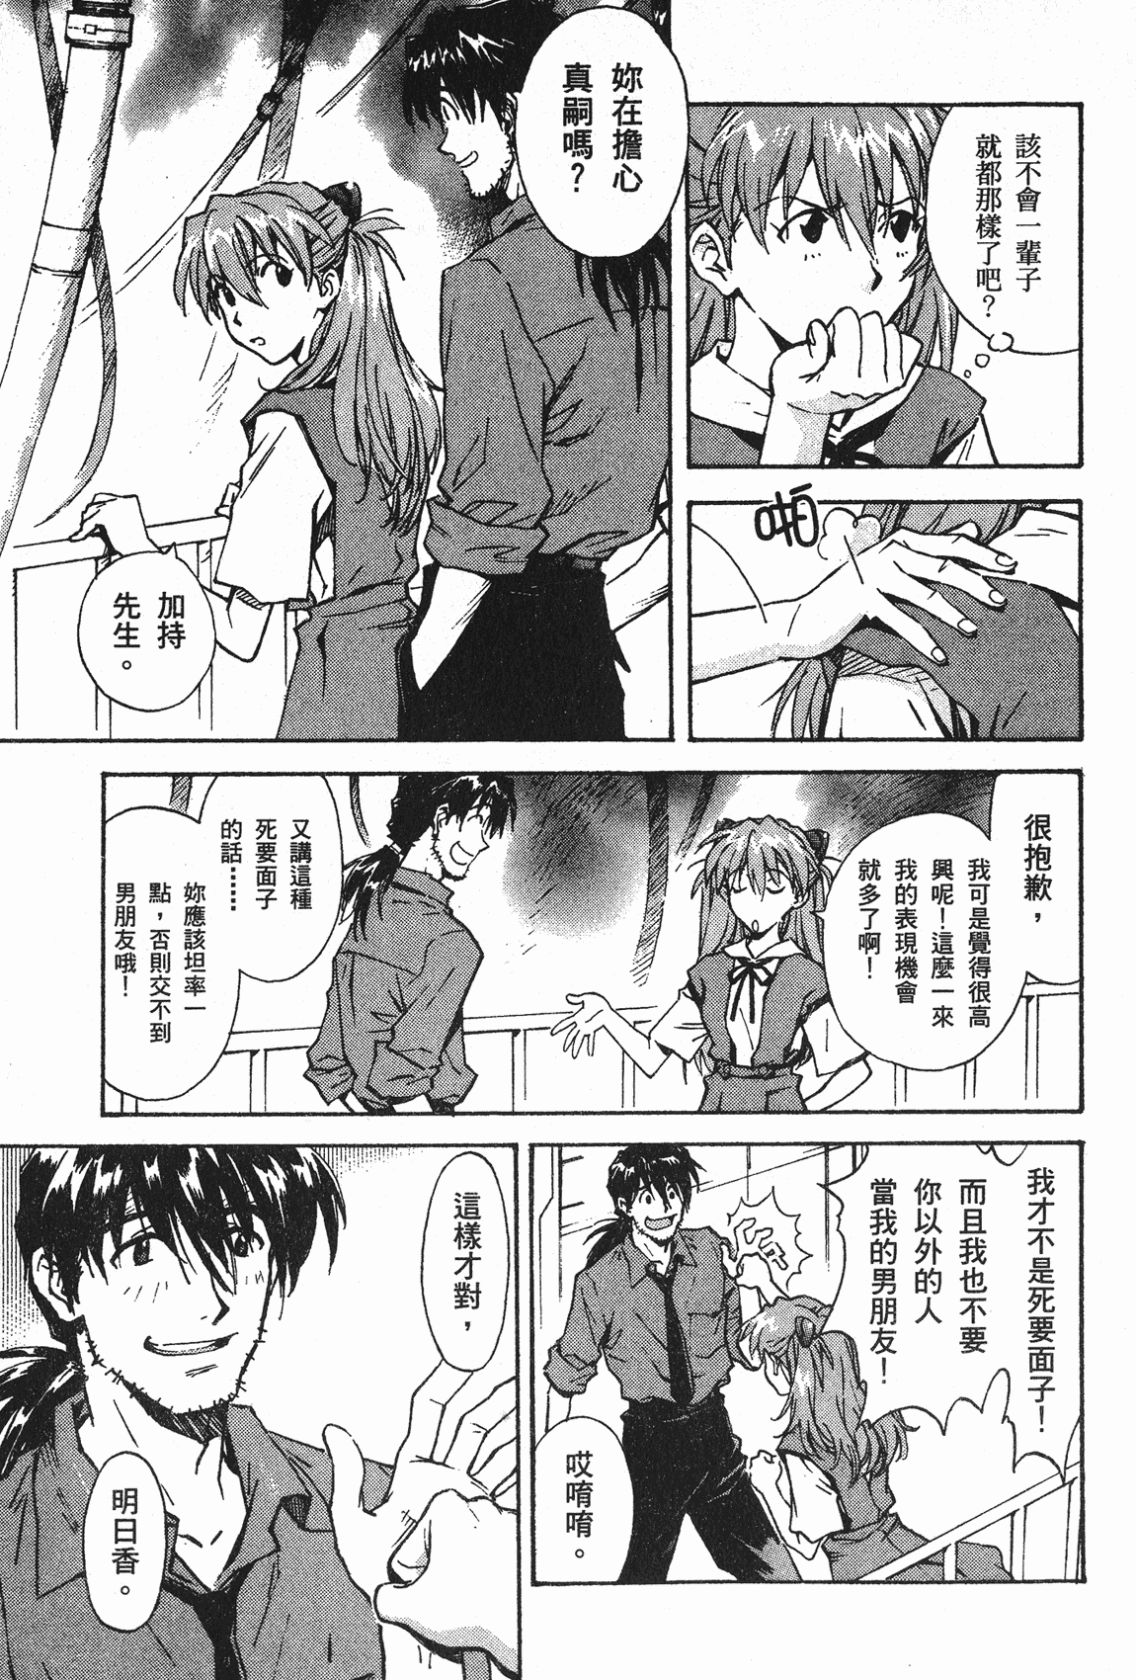 該不會一輩子
就都那樣了吧？
啪
妳在擔心
真嗣嗎？
加持
先生。
很抱歉，
我可是覺得很高
興呢！這麼一來
我的表現機會
就多了啊！
又講這種
死要面子
的話……
妳應該坦率一
點，否則交不到
男朋友哦！
我才不是死要面子！
而且我也不要
你以外的人
當我的男朋友！
哎唷唷。
這樣才對，
明日香。